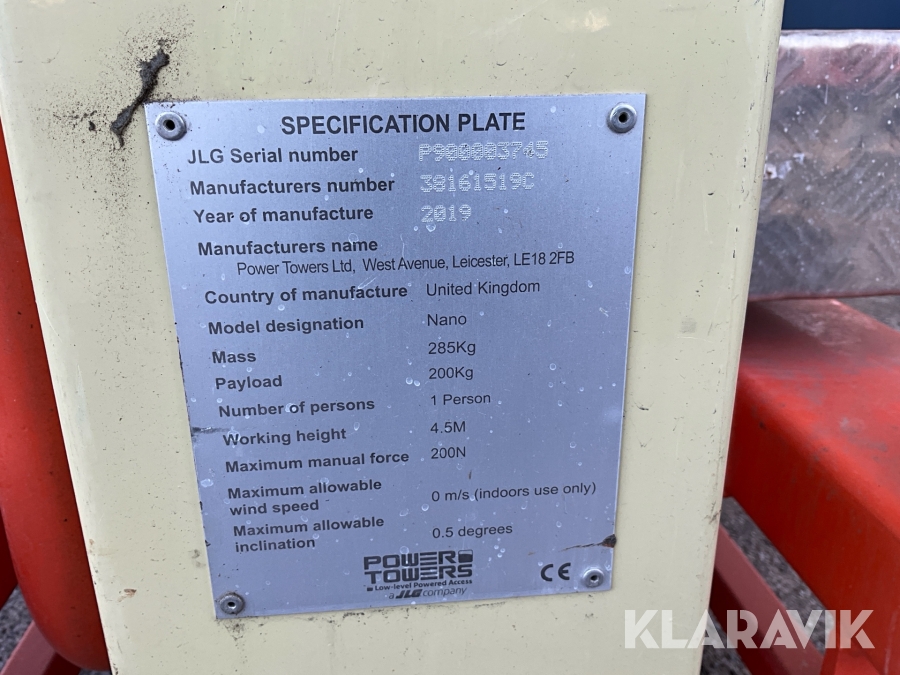 SPECIFICATION PLATE
JLG Serial number P900003745
Manufacturers number 38161519C
Year of manufacture 2019
Manufacturers name
Power Towers Ltd, West Avenue, Leicester, LE18 2FB
Country of manufacture United Kingdom
Model designation Nano
Mass 285Kg
Payload 200Kg
Number of persons 1 Person
Working height 4.5M
Maximum manual force 200N
Maximum allowable
wind speed 0 m/s (indoors use only)
Maximum allowable
inclination 0.5 degrees
POWER
TOWERS
Low-level Powered Access
a JLG company
CE
KLARAVIK